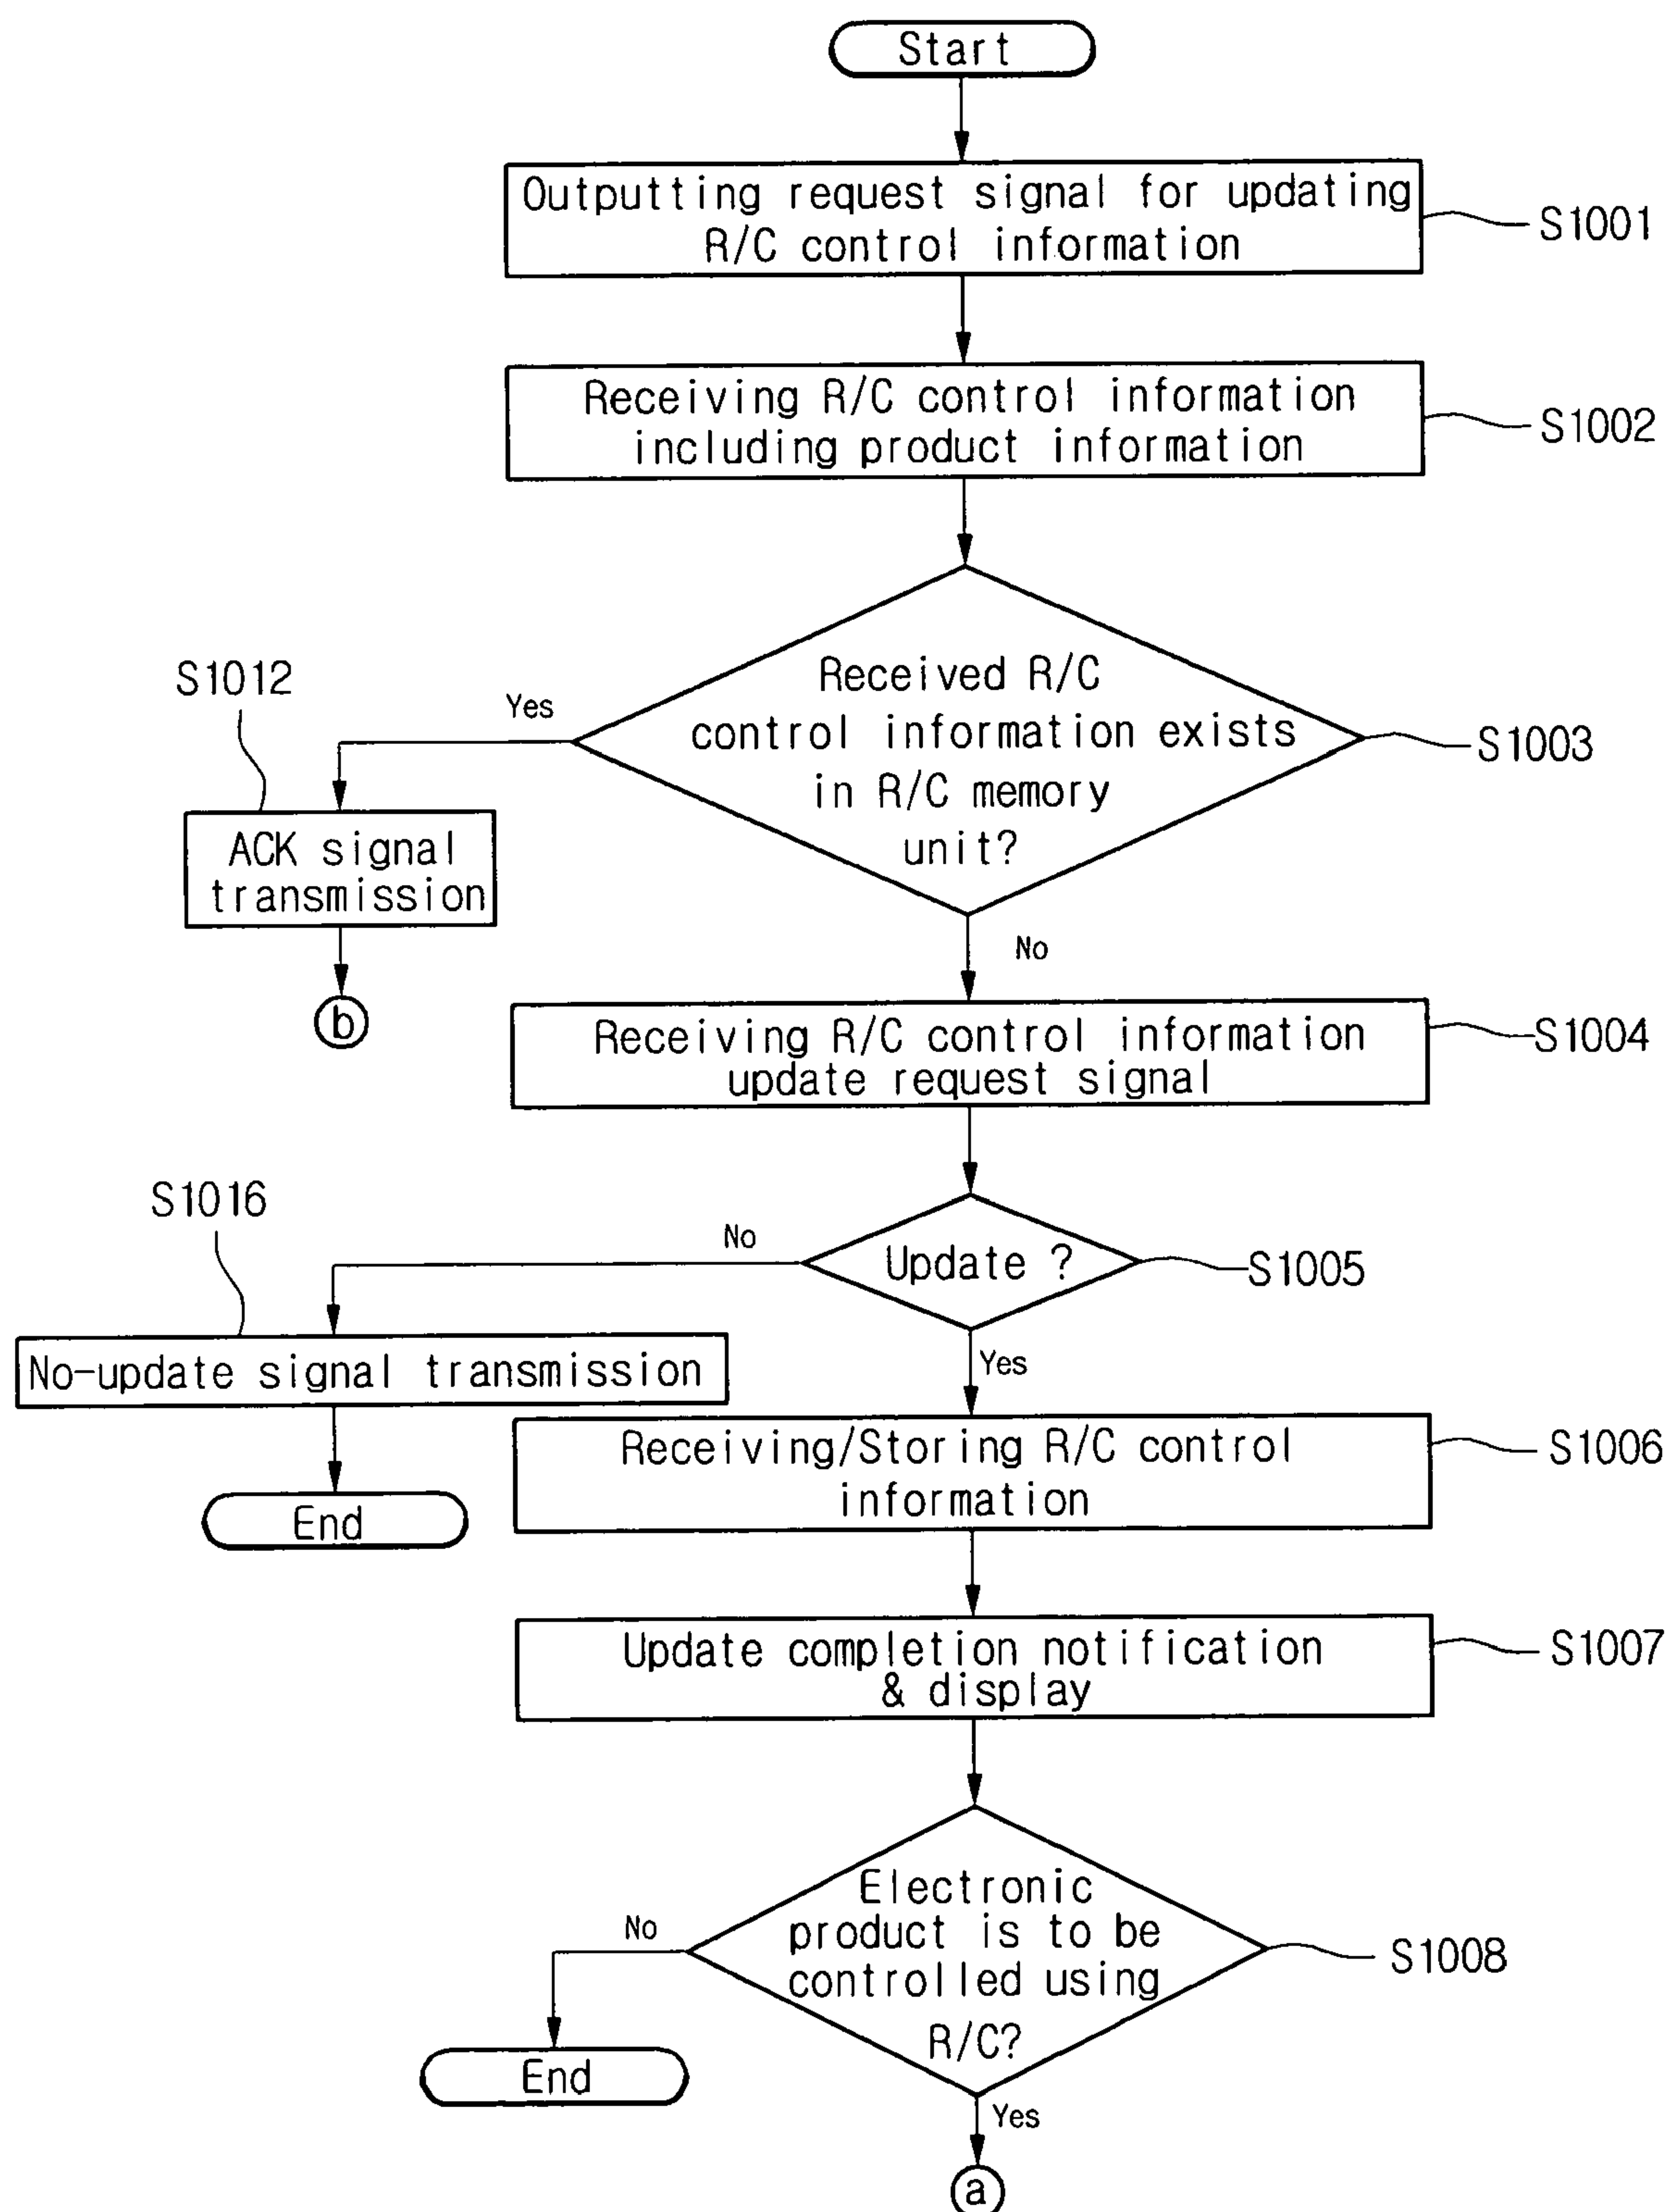 Start
Outputting request signal for updating
R/C control information
S1001
Receiving R/C control information
including product information
S1002
Received R/C
control information exists
in R/C memory
unit?
S1003
Yes
S1012
ACK signal
transmission
b
No
Receiving R/C control information
update request signal
S1004
Update ?
S1005
No
S1016
No-update signal transmission
End
Yes
Receiving/Storing R/C control
information
S1006
Update completion notification
& display
S1007
Electronic
product is to be
controlled using
R/C?
S1008
No
End
Yes
a